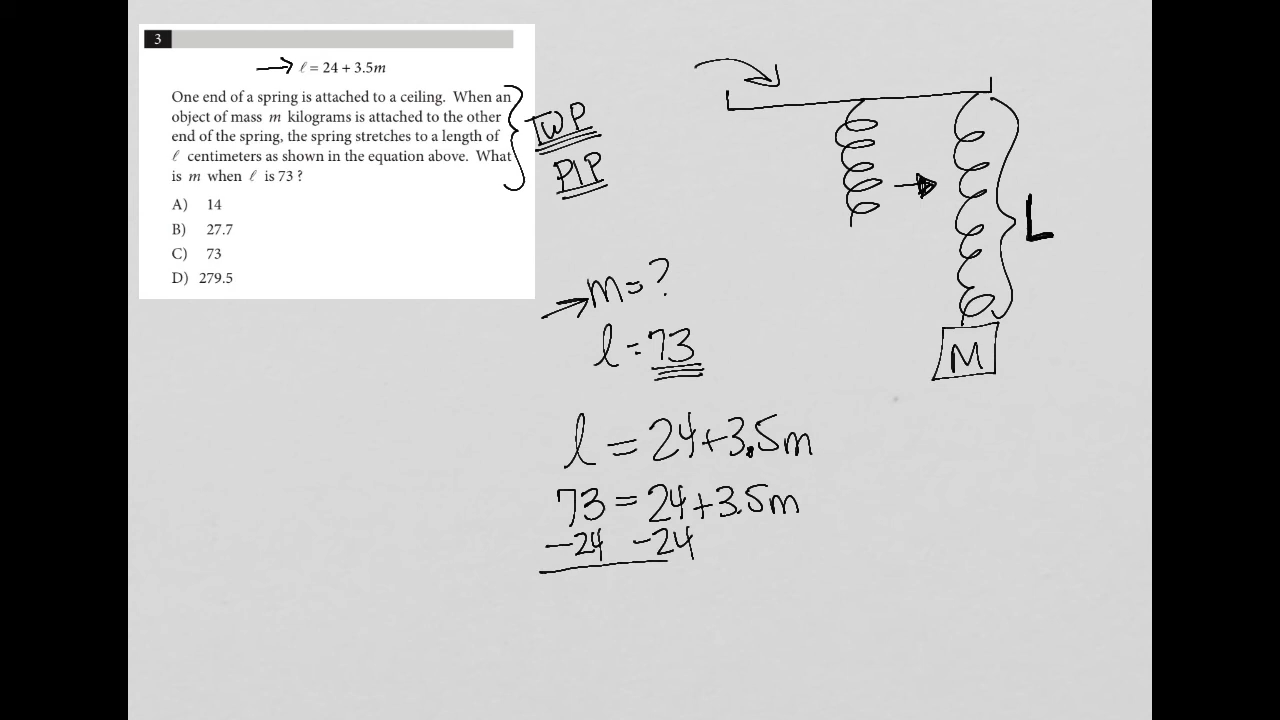 3
ℓ = 24 + 3.5m
One end of a spring is attached to a ceiling. When an
object of mass m kilograms is attached to the other
end of the spring, the spring stretches to a length of
ℓ centimeters as shown in the equation above. What
is m when ℓ is 73 ?
A) 14
B) 27.7
C) 73
D) 279.5
TWP
PIP
L
M
m = ?
l = 73
l = 24 + 3.5m
73 = 24 + 3.5m
-24 -24